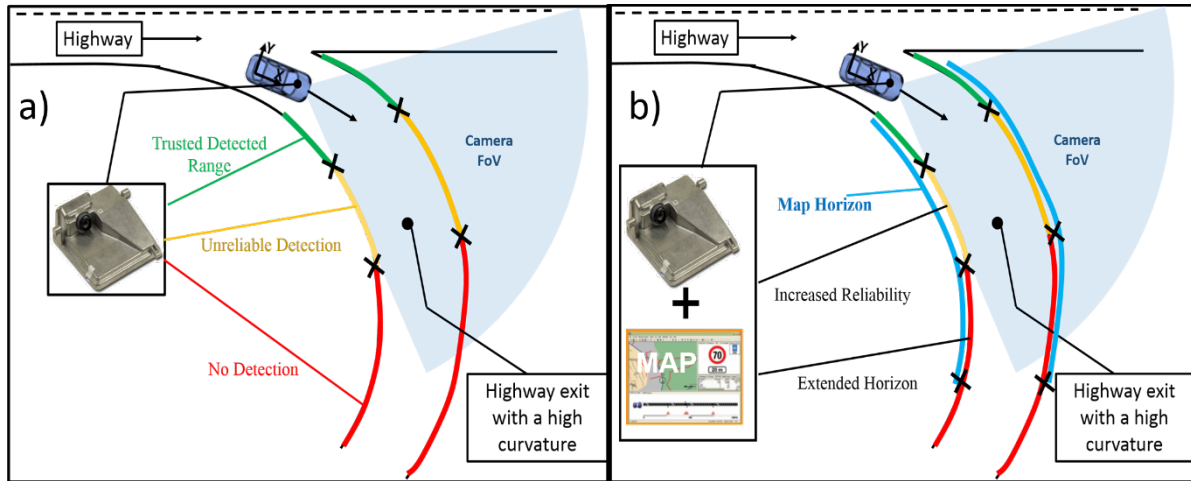 Highway
Y
X
a)
Trusted Detected
Range
Camera
FoV
Unreliable Detection
No Detection
Highway exit
with a high
curvature
Highway
Y
X
b)
Camera
FoV
Map Horizon
Increased Reliability
MAP
70
Extended Horizon
Highway exit
with a high
curvature